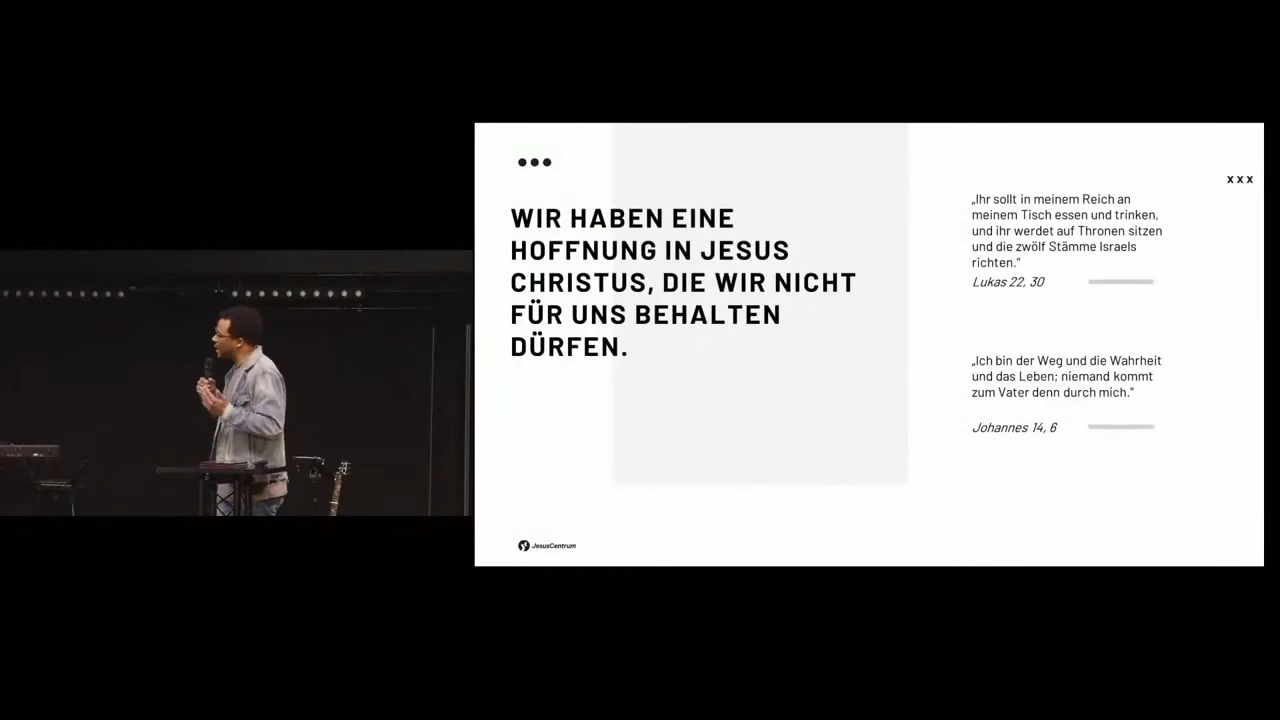 x x x
WIR HABEN EINE
HOFFNUNG IN JESUS
CHRISTUS, DIE WIR NICHT
FÜR UNS BEHALTEN
DÜRFEN.
„Ihr sollt in meinem Reich an
meinem Tisch essen und trinken,
und ihr werdet auf Thronen sitzen
und die zwölf Stämme Israels
richten.“
Lukas 22, 30
„Ich bin der Weg und die Wahrheit
und das Leben; niemand kommt
zum Vater denn durch mich."
Johannes 14, 6
JesusCentrum